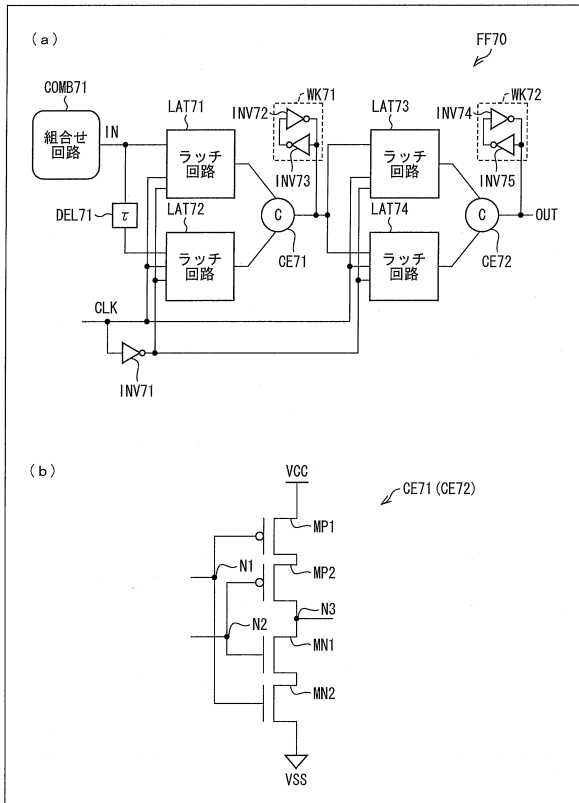 (a)
FF70
COMB71
組合せ
回路
IN
LAT71
ラッチ
回路
INV72
WK71
INV73
LAT73
ラッチ
回路
INV74
WK72
INV75
DEL71
τ
LAT72
ラッチ
回路
C
CE71
LAT74
ラッチ
回路
C
OUT
CE72
CLK
INV71
(b)
VCC
CE71(CE72)
MP1
N1
MP2
N3
N2
MN1
MN2
VSS